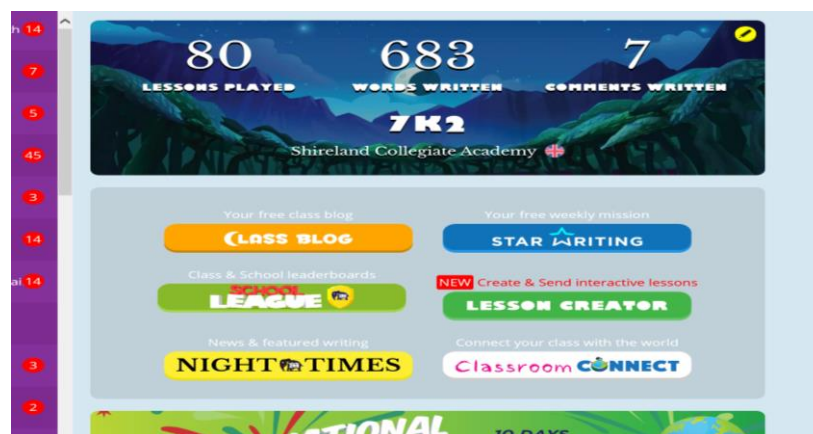 h 14
7
5
45
3
14
ai 14
3
2
80 683 7
LESSONS PLAYED WORDS WRITTEN COMMENTS WRITTEN
7K2
Shireland Collegiate Academy
Your free class blog
CLASS BLOG
Your free weekly mission
STAR WRITING
Class & School leaderboards
SCHOOL
LEAGUE
NEW Create & Send interactive lessons
LESSON CREATOR
News & featured writing
NIGHT TIMES
Connect your class with the world
Classroom CONNECT
10 DAYS